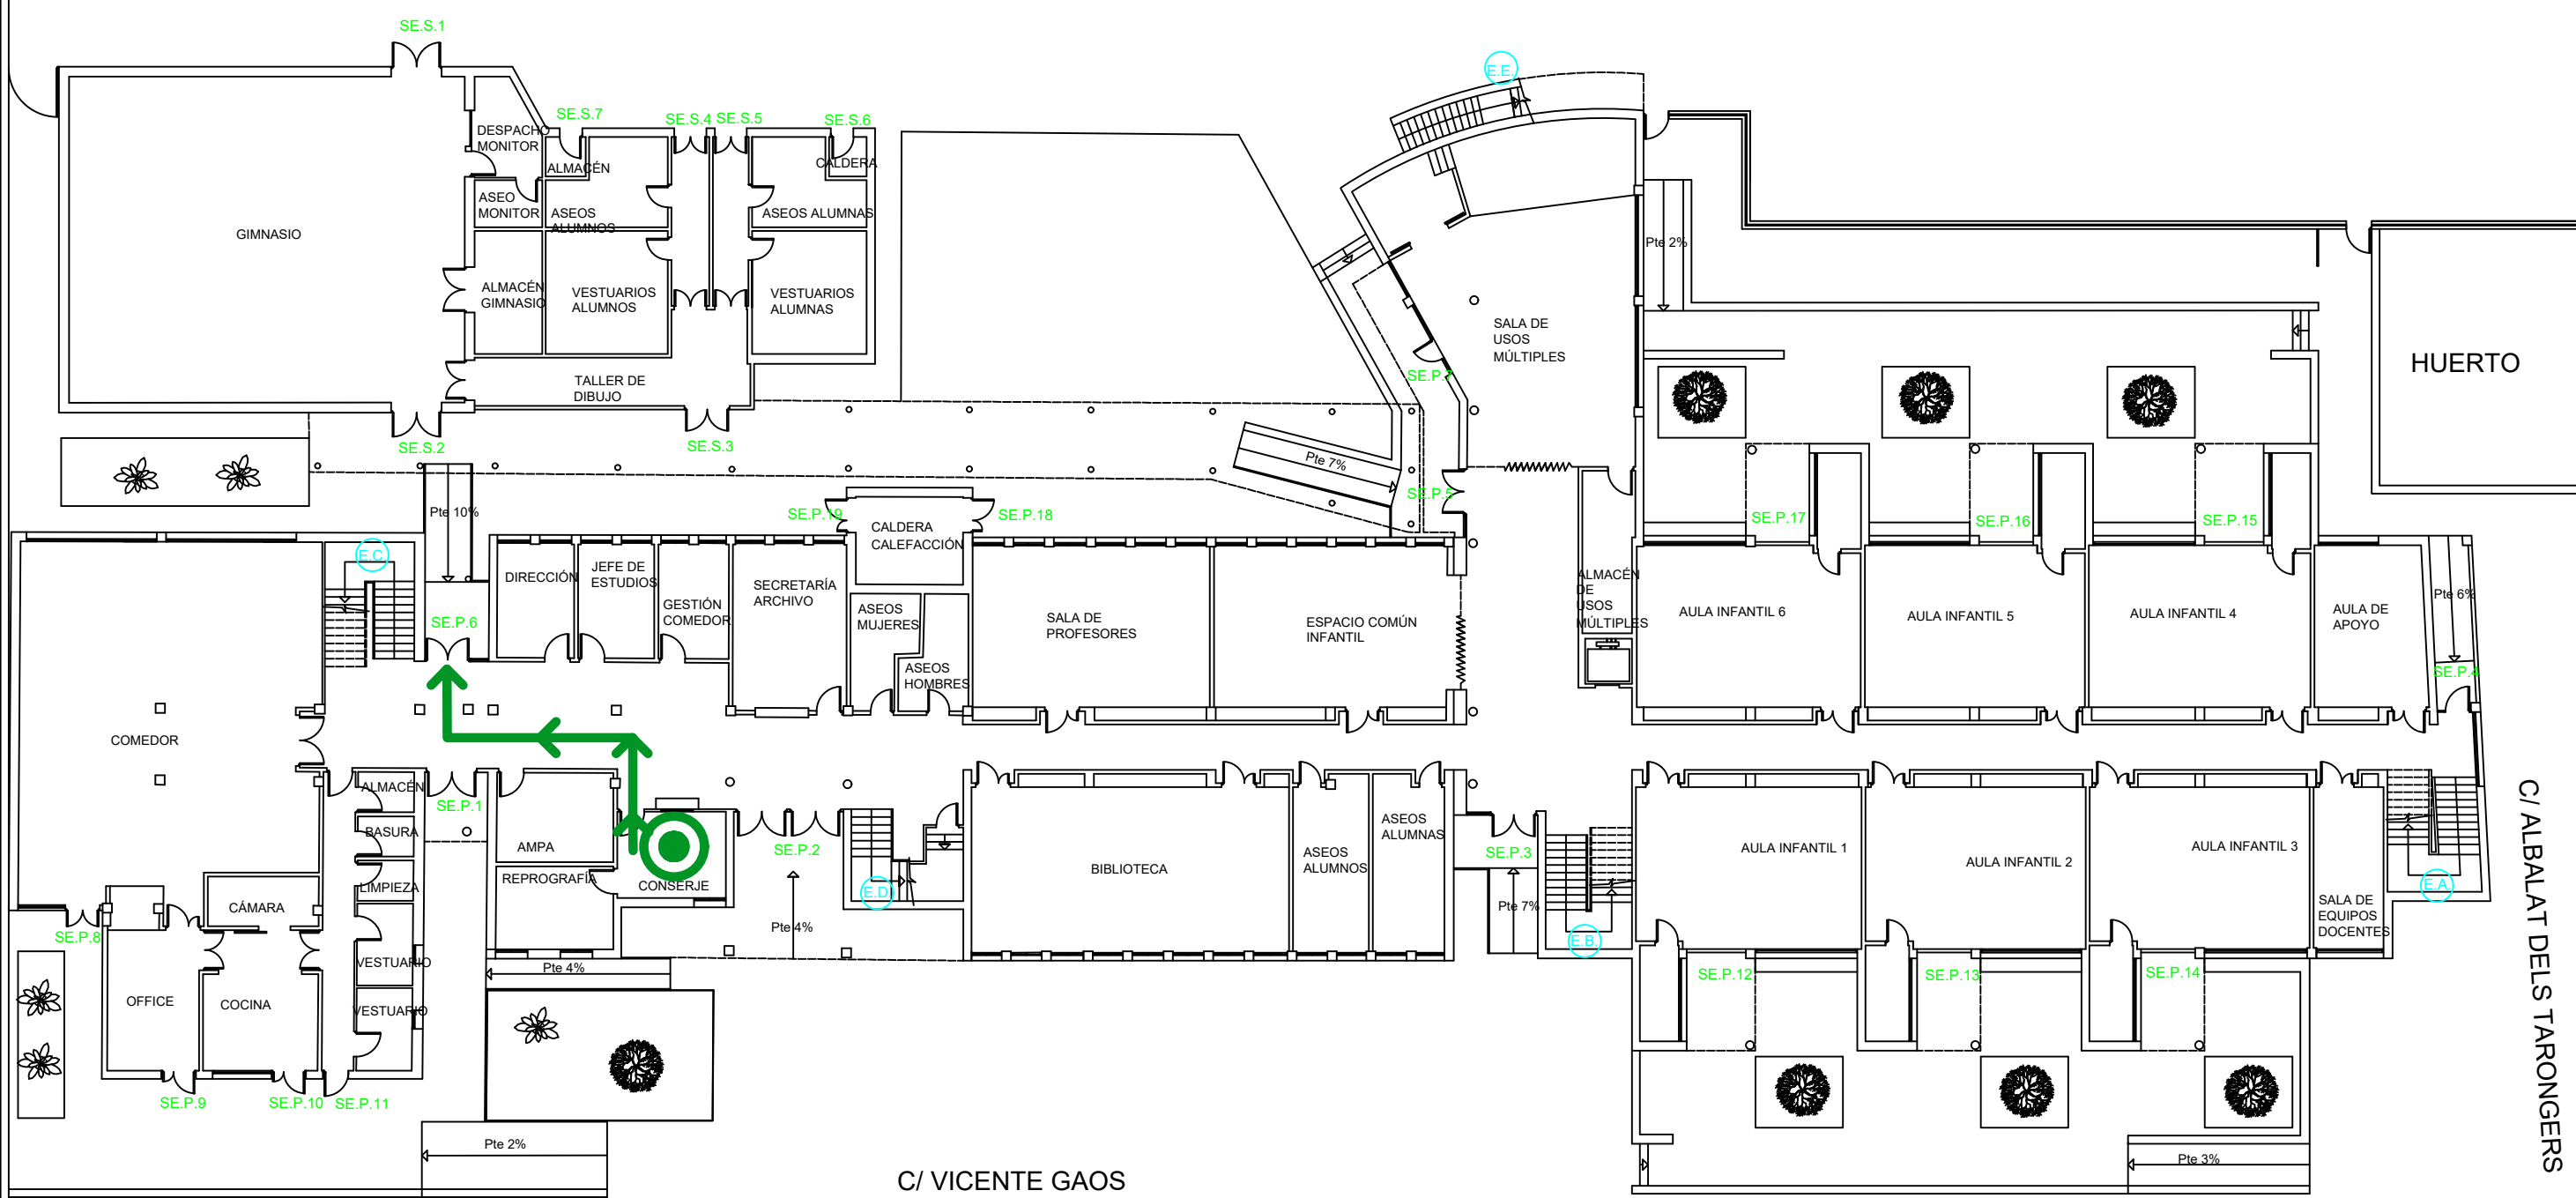 SE.S.1
E.E.
SE.S.7
SE.S.4
SE.S.5
SE.S.6
DESPACHO
MONITOR
ALMACÉN
CALDERA
ASEO
MONITOR
ASEOS
ALUMNOS
ASEOS ALUMNAS
GIMNASIO
Pte 2%
ALMACÉN
GIMNASIO
VESTUARIOS
ALUMNOS
VESTUARIOS
ALUMNAS
SALA DE
USOS
MÚLTIPLES
HUERTO
TALLER DE
DIBUJO
SE.P.7
SE.S.2
SE.S.3
Pte 7%
SE.P.5
Pte 10%
SE.P.19
CALDERA
CALEFACCIÓN
SE.P.18
SE.P.17
SE.P.16
SE.P.15
E.C.
DIRECCIÓN
JEFE DE
ESTUDIOS
GESTIÓN
COMEDOR
SECRETARÍA
ARCHIVO
ASEOS
MUJERES
ASEOS
HOMBRES
SALA DE
PROFESORES
ESPACIO COMÚN
INFANTIL
ALMACÉN
DE
USOS
MÚLTIPLES
AULA INFANTIL 6
AULA INFANTIL 5
AULA INFANTIL 4
AULA DE
APOYO
Pte 6%
SE.P.4
SE.P.6
COMEDOR
ALMACÉN
SE.P.1
BASURA
AMPA
LIMPIEZA
REPROGRAFÍA
CONSERJE
SE.P.2
E.D.
BIBLIOTECA
ASEOS
ALUMNOS
ASEOS
ALUMNAS
SE.P.3
AULA INFANTIL 1
AULA INFANTIL 2
AULA INFANTIL 3
E.A.
SALA DE
EQUIPOS
DOCENTES
C/ ALBALAT DELS TARONGERS
CÁMARA
SE.P.8
Pte 4%
Pte 7%
E.B.
VESTUARIO
Pte 4%
SE.P.12
SE.P.13
SE.P.14
OFFICE
COCINA
VESTUARIO
SE.P.9
SE.P.10
SE.P.11
Pte 2%
Pte 3%
C/ VICENTE GAOS